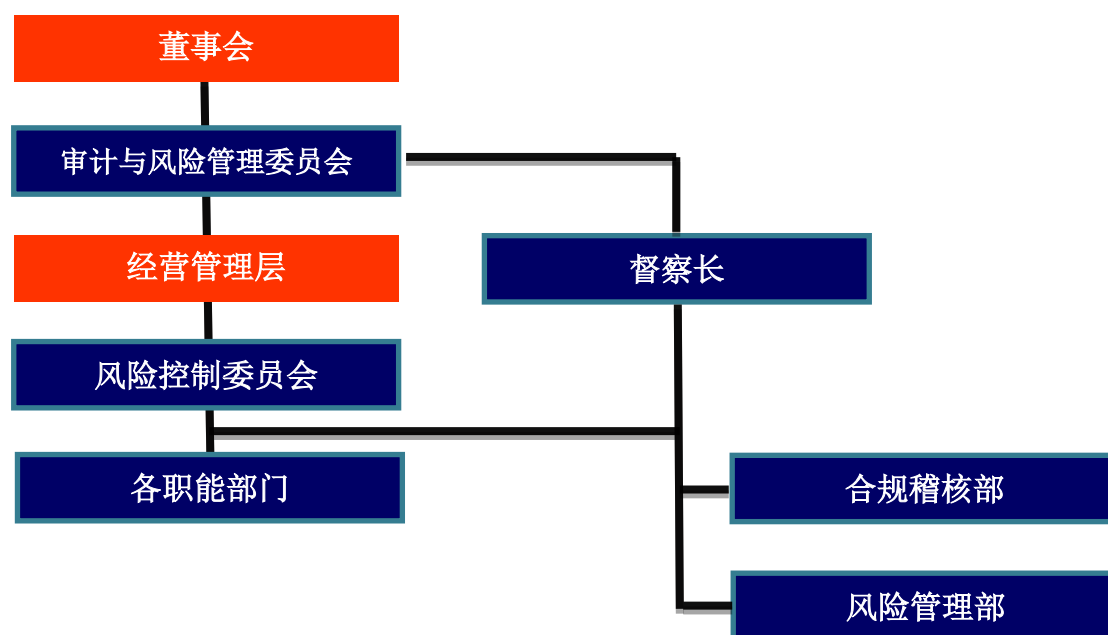 董事会
审计与风险管理委员会
经营管理层
督察长
风险控制委员会
各职能部门
合规稽核部
风险管理部